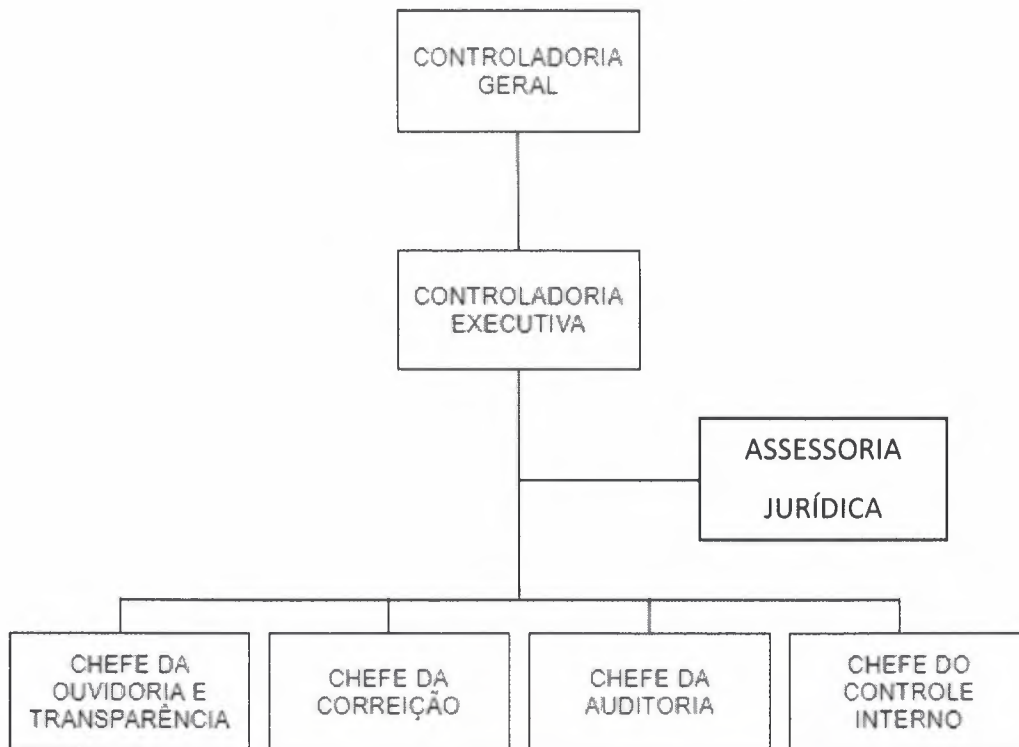 CONTROLADORIA
GERAL
CONTROLADORIA
EXECUTIVA
ASSESSORIA
JURÍDICA
CHEFE DA
OUVIDORIA E
TRANSPARÊNCIA
CHEFE DA
CORREIÇÃO
CHEFE DA
AUDITORIA
CHEFE DO
CONTROLE
INTERNO